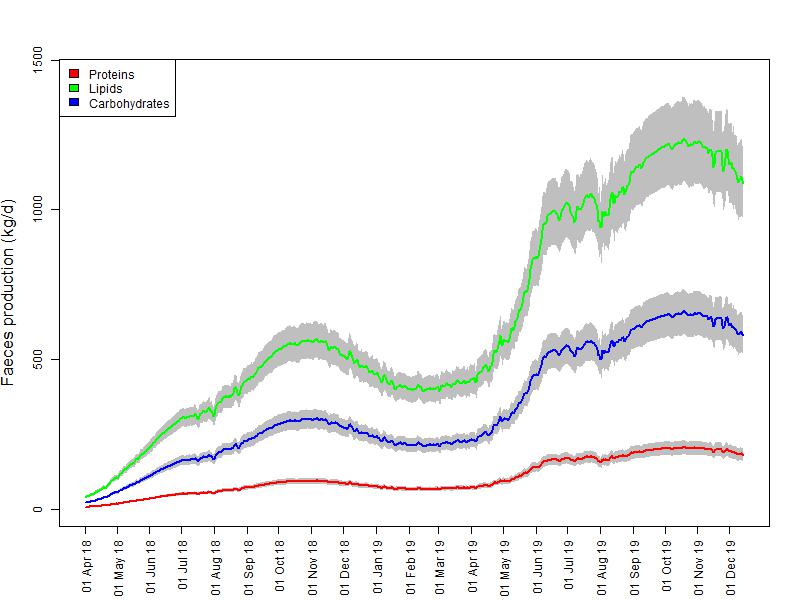 1500
1000
500
0
Faeces production (kg/d)
Proteins
Lipids
Carbohydrates
01 Apr 18
01 May 18
01 Jun 18
01 Jul 18
01 Aug 18
01 Sep 18
01 Oct 18
01 Nov 18
01 Dec 18
01 Jan 19
01 Feb 19
01 Mar 19
01 Apr 19
01 May 19
01 Jun 19
01 Jul 19
01 Aug 19
01 Sep 19
01 Oct 19
01 Nov 19
01 Dec 19